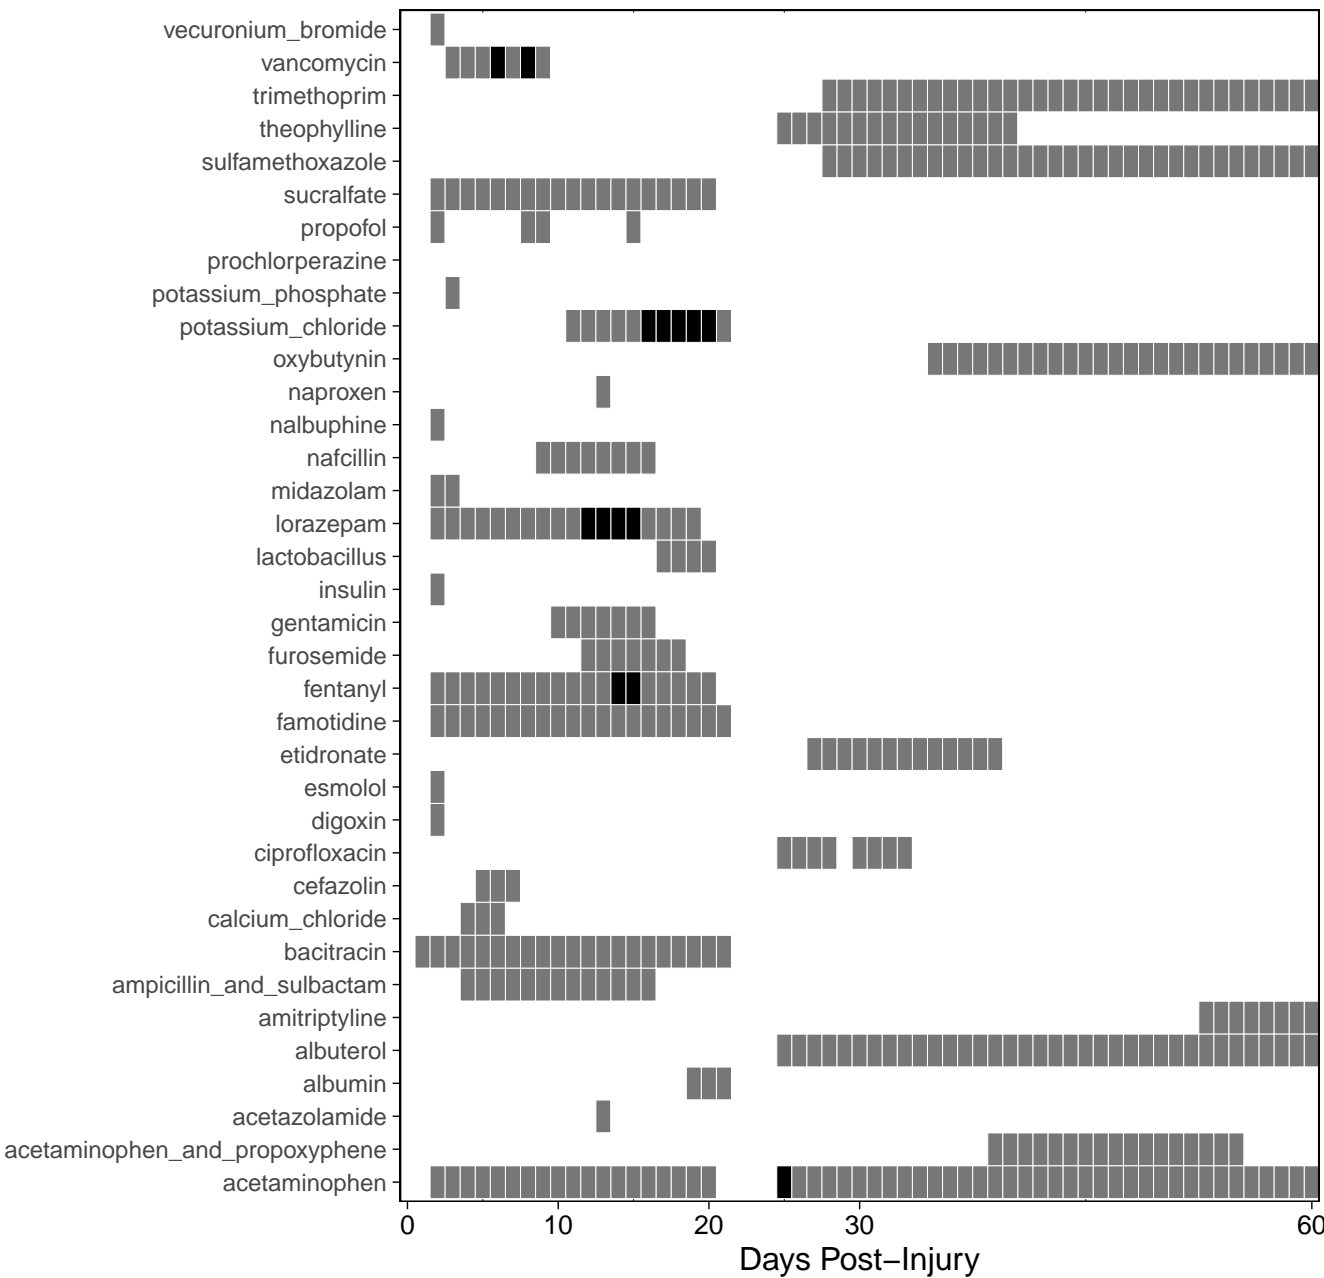 vecuronium_bromide
vancomycin
trimethoprim
theophylline
sulfamethoxazole
sucralfate
propofol
prochlorperazine
potassium_phosphate
potassium_chloride
oxybutynin
naproxen
nalbuphine
nafcillin
midazolam
lorazepam
lactobacillus
insulin
gentamicin
furosemide
fentanyl
famotidine
etidronate
esmolol
digoxin
ciprofloxacin
cefazolin
calcium_chloride
bacitracin
ampicillin_and_sulbactam
amitriptyline
albuterol
albumin
acetazolamide
acetaminophen_and_propoxyphene
acetaminophen
0 10 20 30 60
Days Post−Injury